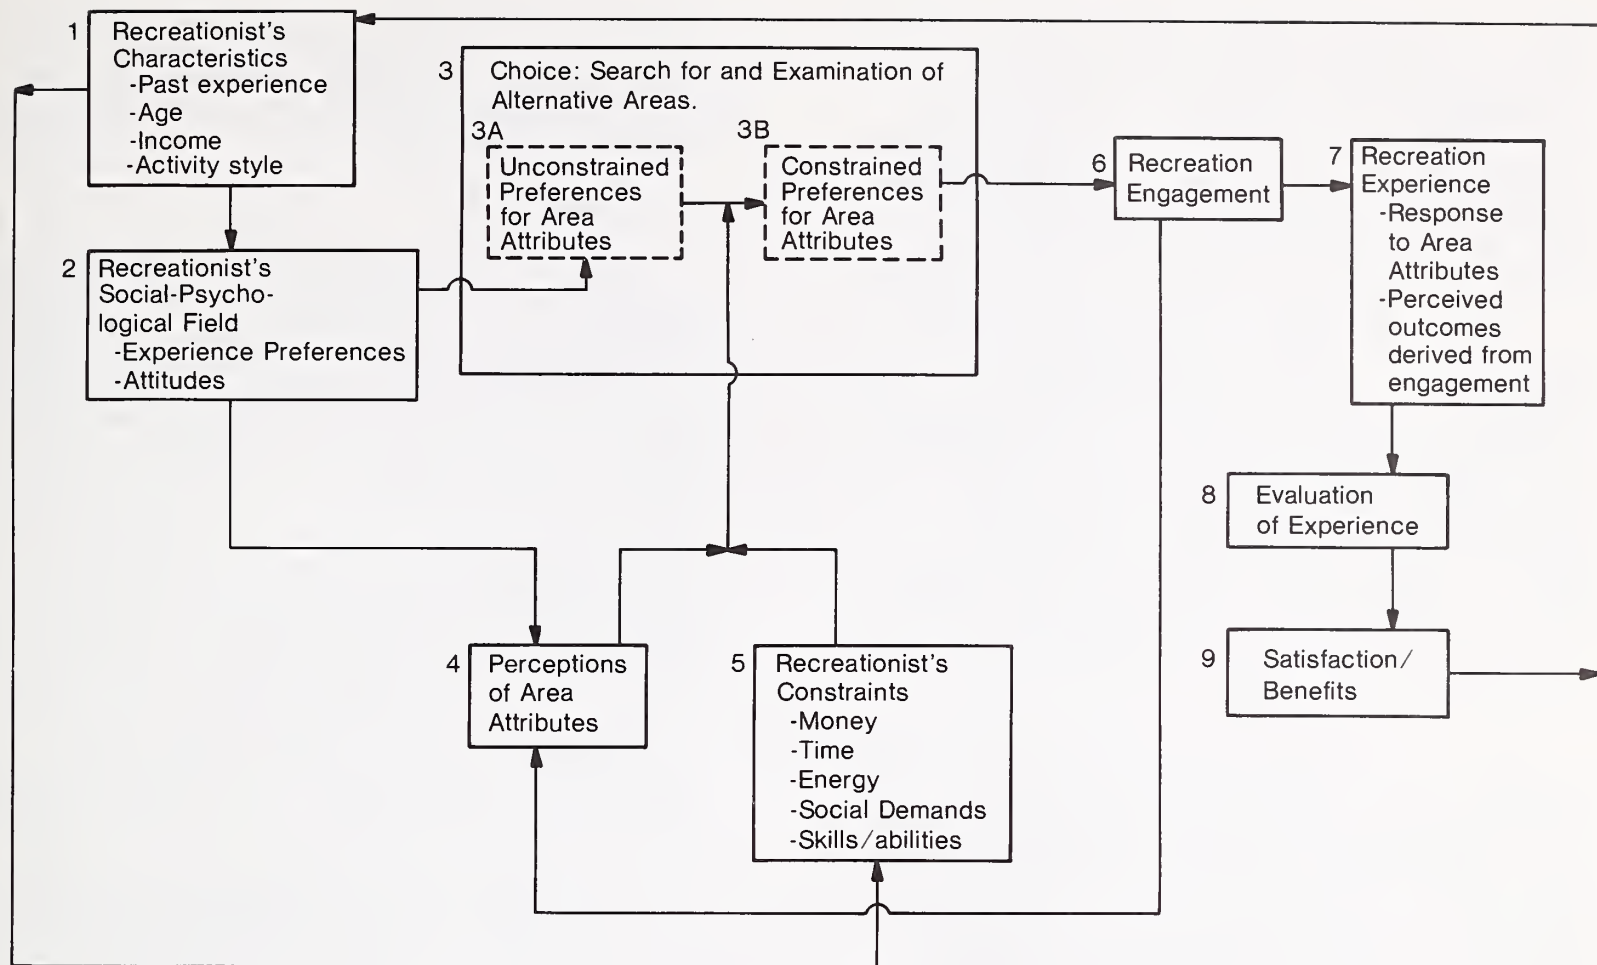 1
Recreationist's
Characteristics
-Past experience
-Age
-Income
-Activity style
2
Recreationist's
Social-Psycho-
logical Field
-Experience Preferences
-Attitudes
3
Choice: Search for and Examination of
Alternative Areas.
3A
Unconstrained
Preferences
for Area
Attributes
3B
Constrained
Preferences
for Area
Attributes
4
Perceptions
of Area
Attributes
5
Recreationist's
Constraints
-Money
-Time
-Energy
-Social Demands
-Skills/abilities
6
Recreation
Engagement
7
Recreation
Experience
-Response
to Area
Attributes
-Perceived
outcomes
derived from
engagement
8
Evaluation
of Experience
9
Satisfaction/
Benefits